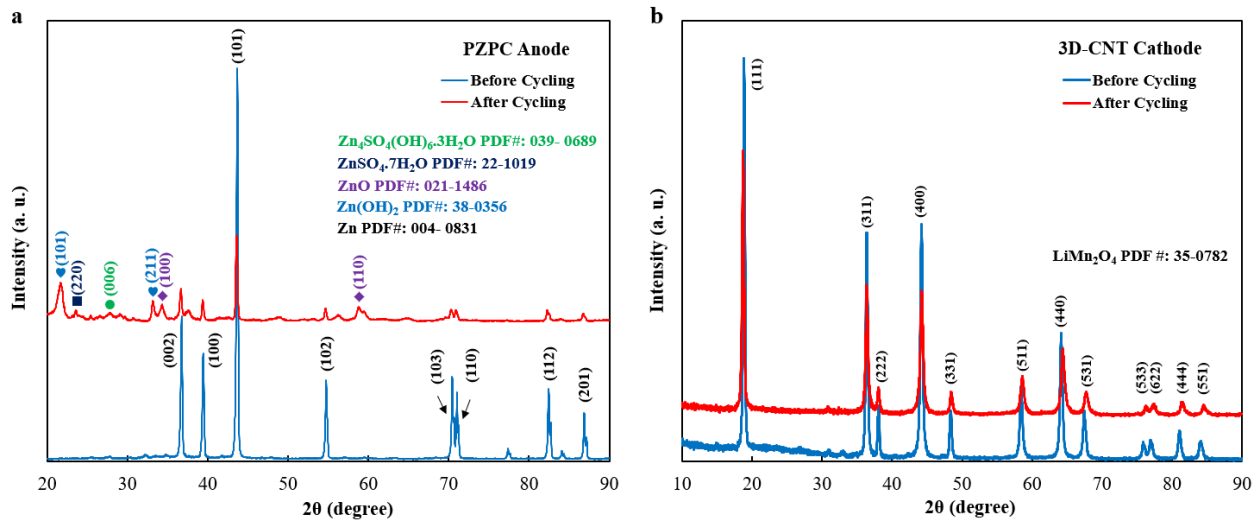 a
PZPC Anode
Before Cycling
After Cycling
Zn₄SO₄(OH)₆.3H₂O PDF#: 039- 0689
ZnSO₄.7H₂O PDF#: 22-1019
ZnO PDF#: 021-1486
Zn(OH)₂ PDF#: 38-0356
Zn PDF#: 004- 0831
(101)
(220)
(006)
(211)
(100)
(110)
(002)
(100)
(101)
(102)
(103)
(110)
(112)
(201)
Intensity (a. u.)
20 30 40 50 60 70 80 90
2θ (degree)
b
3D-CNT Cathode
Before Cycling
After Cycling
LiMn₂O₄ PDF #: 35-0782
(111)
(311)
(222)
(400)
(331)
(511)
(440)
(531)
(533)
(622)
(444)
(551)
Intensity (a. u.)
10 20 30 40 50 60 70 80 90
2θ (degree)